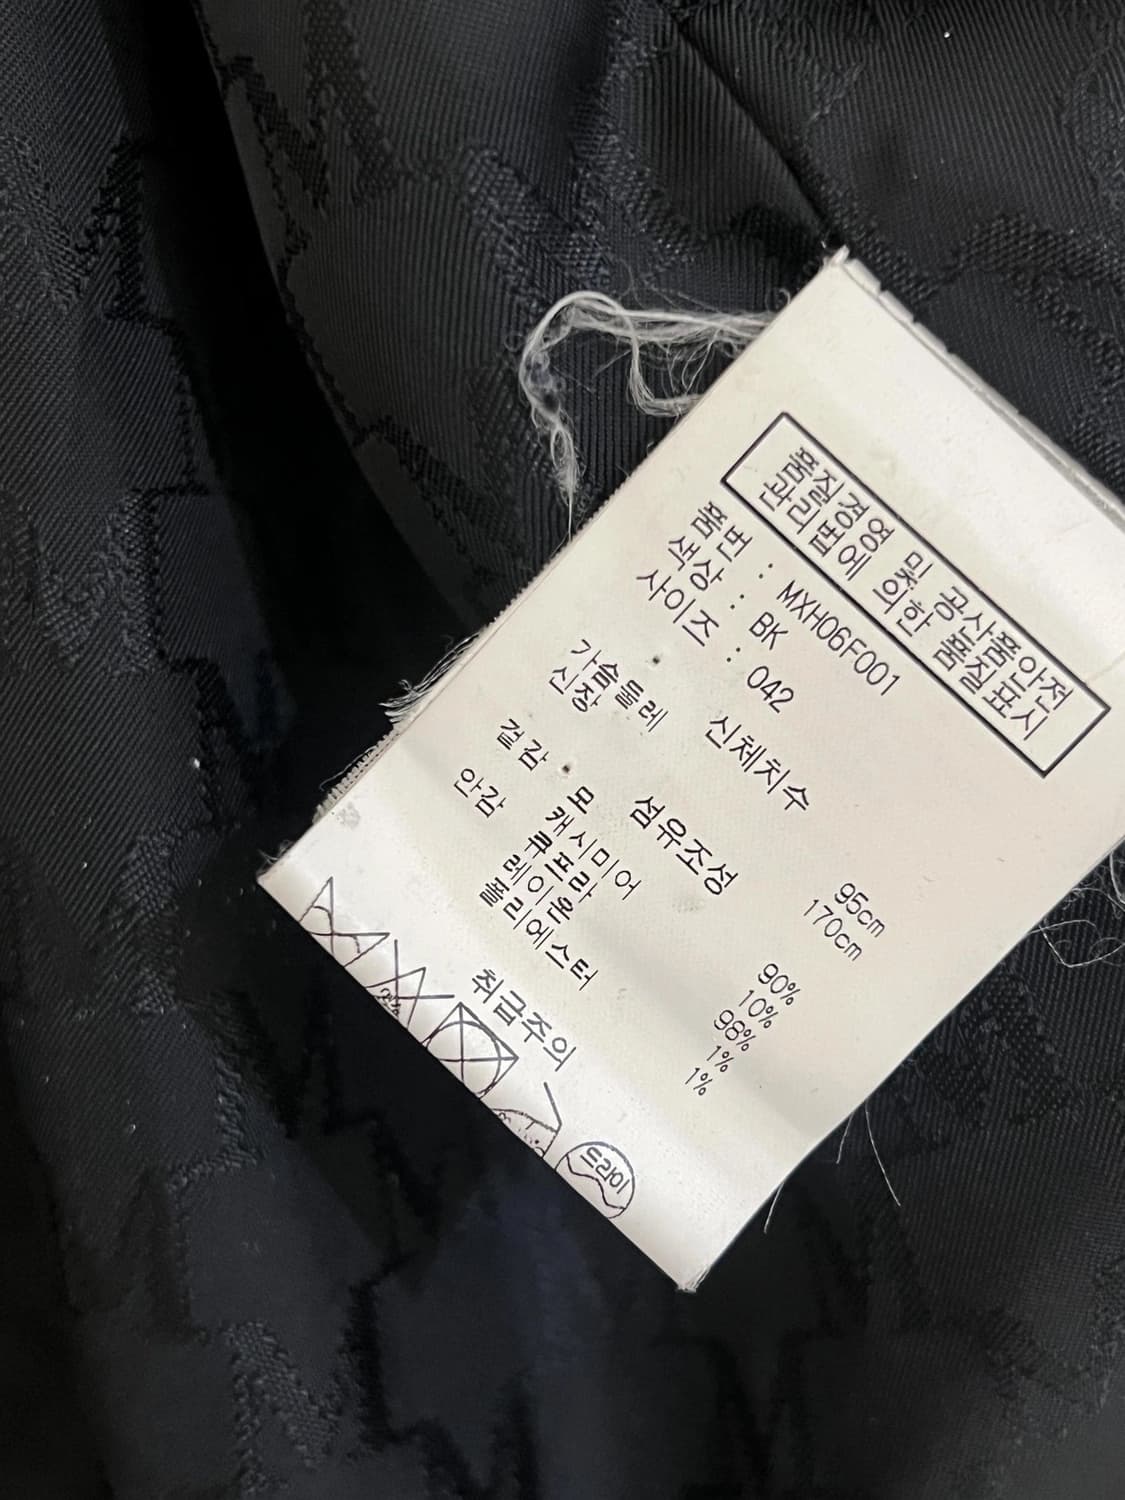 품질경영 및 공산품안전
관리법에 의한 품질표시
품번 : MXH06F001
색상 : BK
사이즈 : 042
신체치수
가슴둘레 95cm
신장 170cm
섬유조성
겉감 모 90%
캐시미어 10%
안감 큐프라 98%
레이온 1%
폴리에스터 1%
취급주의
드라이